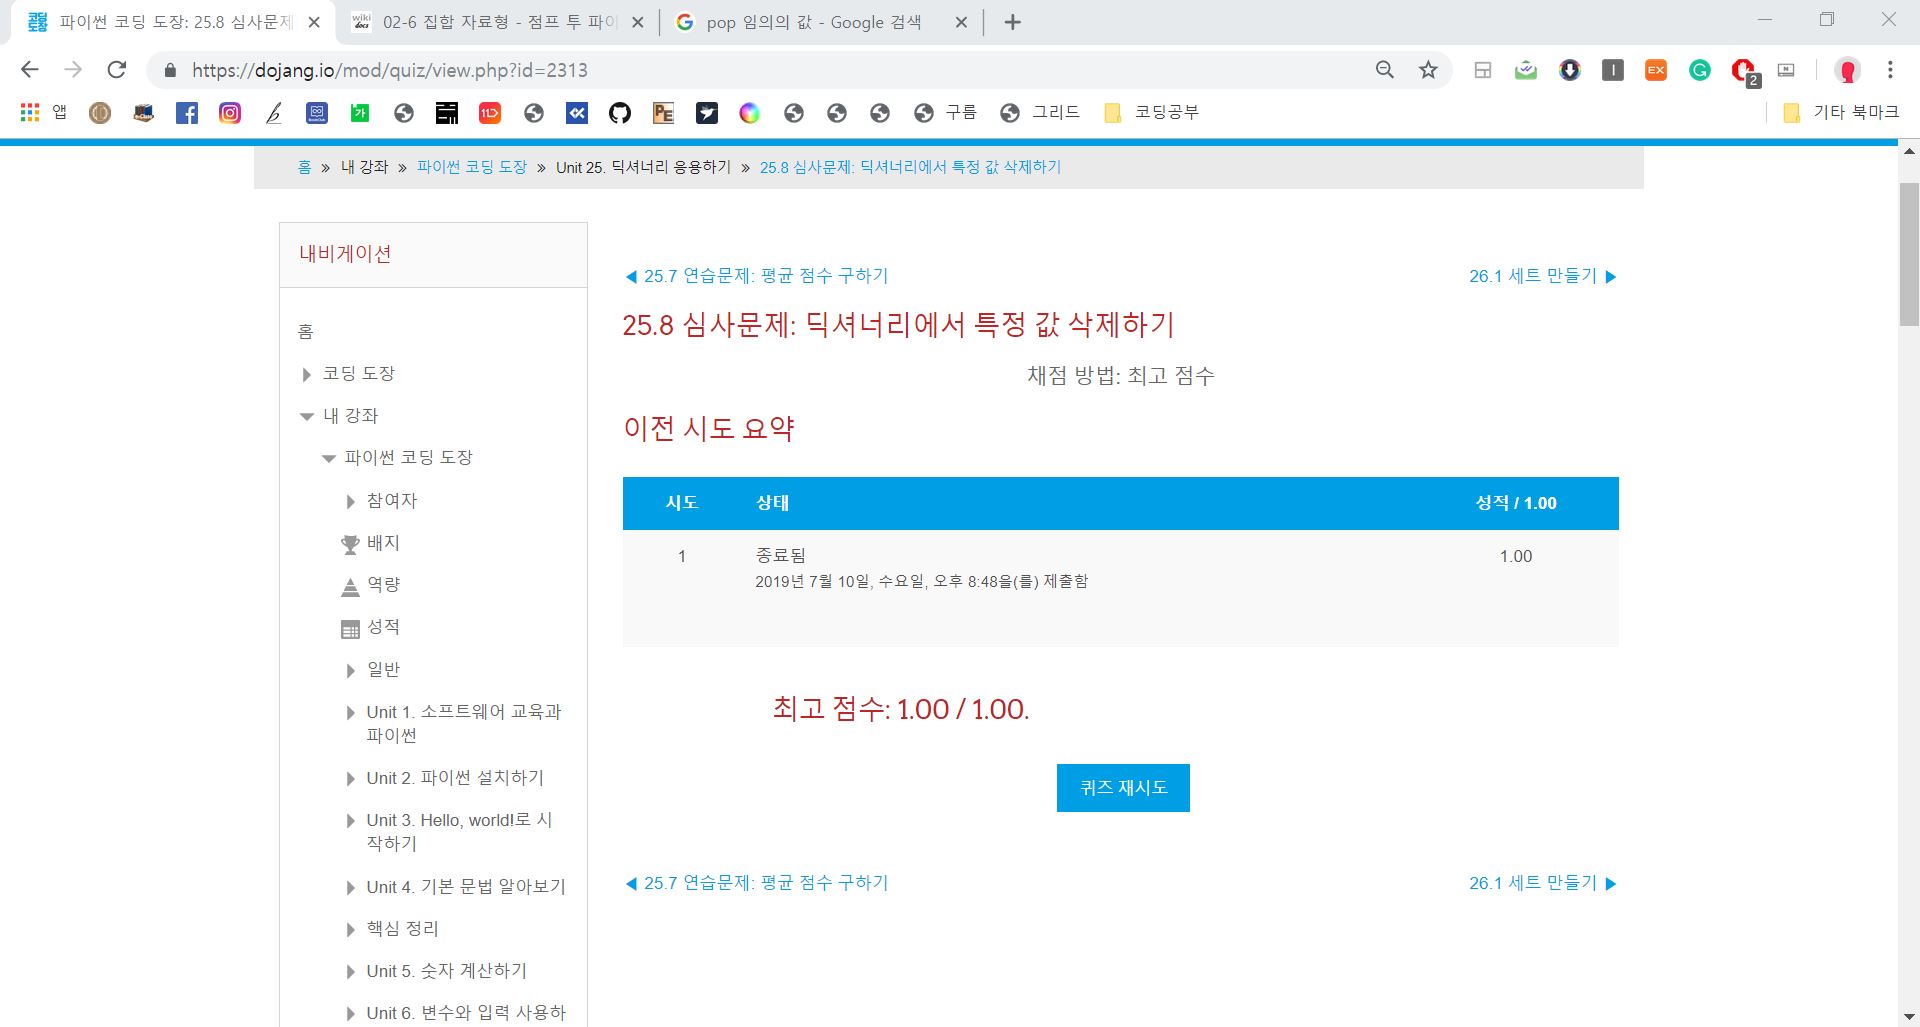 파이썬 코딩 도장: 25.8 심사문제
02-6 집합 자료형 - 점프 투 파이
pop 임의의 값 - Google 검색
https://dojang.io/mod/quiz/view.php?id=2313
앱
구름
그리드
코딩공부
기타 북마크
홈 » 내 강좌 » 파이썬 코딩 도장 » Unit 25. 딕셔너리 응용하기 » 25.8 심사문제: 딕셔너리에서 특정 값 삭제하기
내비게이션
홈
코딩 도장
내 강좌
파이썬 코딩 도장
참여자
배지
역량
성적
일반
Unit 1. 소프트웨어 교육과
파이썬
Unit 2. 파이썬 설치하기
Unit 3. Hello, world!로 시
작하기
Unit 4. 기본 문법 알아보기
핵심 정리
Unit 5. 숫자 계산하기
Unit 6. 변수와 입력 사용하
◀ 25.7 연습문제: 평균 점수 구하기
26.1 세트 만들기 ▶
25.8 심사문제: 딕셔너리에서 특정 값 삭제하기
채점 방법: 최고 점수
이전 시도 요약
시도 상태 성적 / 1.00
1 종료됨 1.00
2019년 7월 10일, 수요일, 오후 8:48을(를) 제출함
최고 점수: 1.00 / 1.00.
퀴즈 재시도
◀ 25.7 연습문제: 평균 점수 구하기
26.1 세트 만들기 ▶